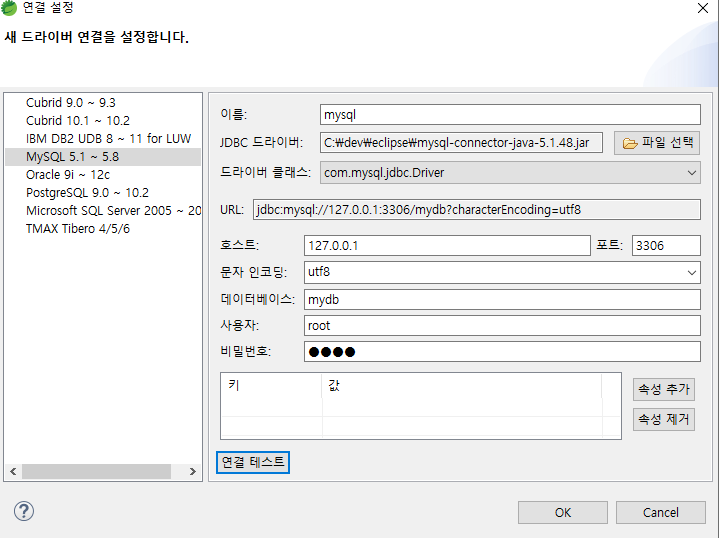 연결 설정
새 드라이버 연결을 설정합니다.
Cubrid 9.0 ~ 9.3
Cubrid 10.1 ~ 10.2
IBM DB2 UDB 8 ~ 11 for LUW
MySQL 5.1 ~ 5.8
Oracle 9i ~ 12c
PostgreSQL 9.0 ~ 10.2
Microsoft SQL Server 2005 ~ 20
TMAX Tibero 4/5/6
이름: mysql
JDBC 드라이버: C:₩dev₩eclipse₩mysql-connector-java-5.1.48.jar 파일 선택
드라이버 클래스: com.mysql.jdbc.Driver
URL: jdbc:mysql://127.0.0.1:3306/mydb?characterEncoding=utf8
호스트: 127.0.0.1 포트: 3306
문자 인코딩: utf8
데이터베이스: mydb
사용자: root
비밀번호: ●●●●
키 값
속성 추가
속성 제거
연결 테스트
? OK Cancel